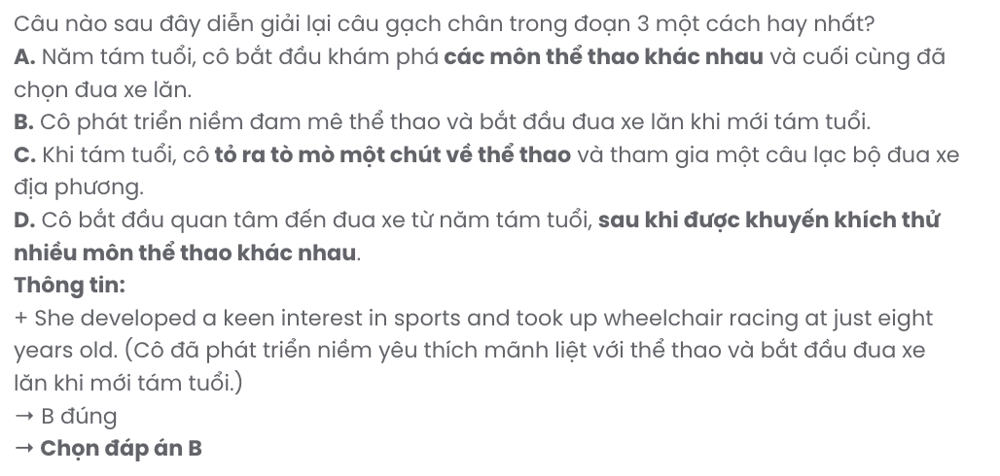 Câu nào sau đây diễn giải lại câu gạch chân trong đoạn 3 một cách hay nhất?
A. Năm tám tuổi, cô bắt đầu khám phá các môn thể thao khác nhau và cuối cùng đã
chọn đua xe lăn.
B. Cô phát triển niềm đam mê thể thao và bắt đầu đua xe lăn khi mới tám tuổi.
C. Khi tám tuổi, cô tỏ ra tò mò một chút về thể thao và tham gia một câu lạc bộ đua xe
địa phương.
D. Cô bắt đầu quan tâm đến đua xe từ năm tám tuổi, sau khi được khuyến khích thử
nhiều môn thể thao khác nhau.
Thông tin:
+ She developed a keen interest in sports and took up wheelchair racing at just eight
years old. (Cô đã phát triển niềm yêu thích mãnh liệt với thể thao và bắt đầu đua xe
lăn khi mới tám tuổi.)
→ B đúng
→ Chọn đáp án B